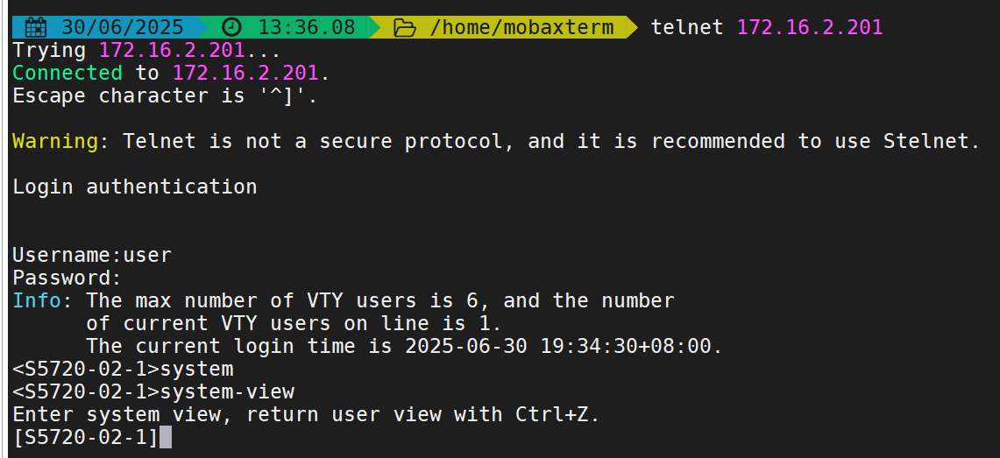 30/06/2025 13:36.08 /home/mobaxterm telnet 172.16.2.201
Trying 172.16.2.201...
Connected to 172.16.2.201.
Escape character is '^]'.
Warning: Telnet is not a secure protocol, and it is recommended to use Stelnet.
Login authentication
Username:user
Password:
Info: The max number of VTY users is 6, and the number
of current VTY users on line is 1.
The current login time is 2025-06-30 19:34:30+08:00.
<S5720-02-1>system
<S5720-02-1>system-view
Enter system view, return user view with Ctrl+Z.
[S5720-02-1]